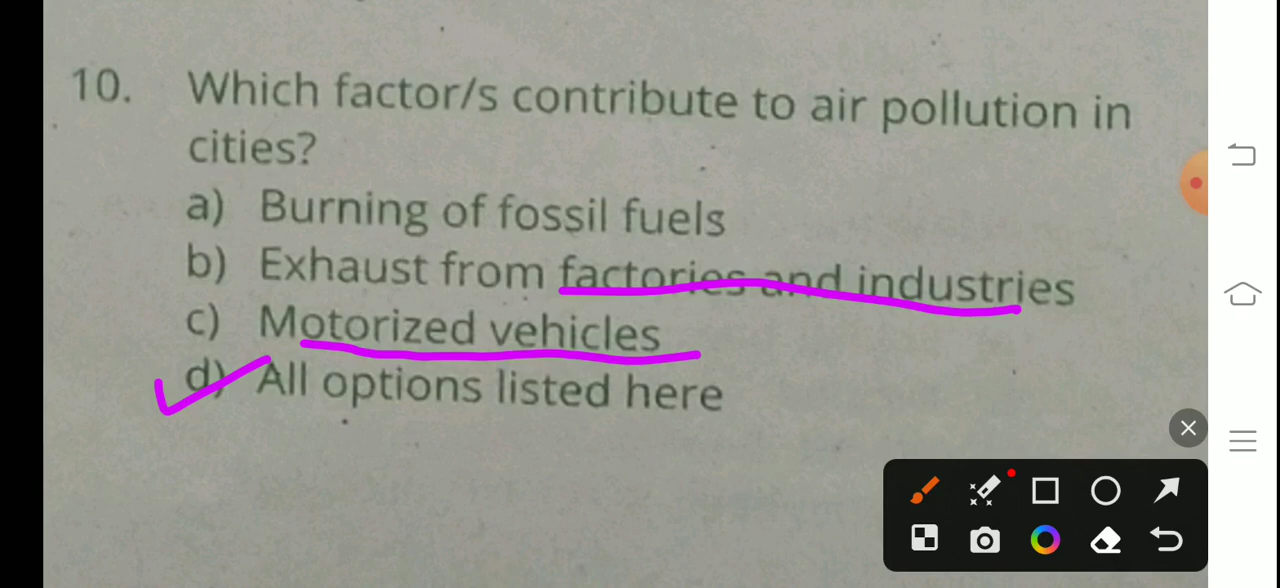 10. Which factor/s contribute to air pollution in
cities?
a) Burning of fossil fuels
b) Exhaust from factories and industries
c) Motorized vehicles
d) All options listed here